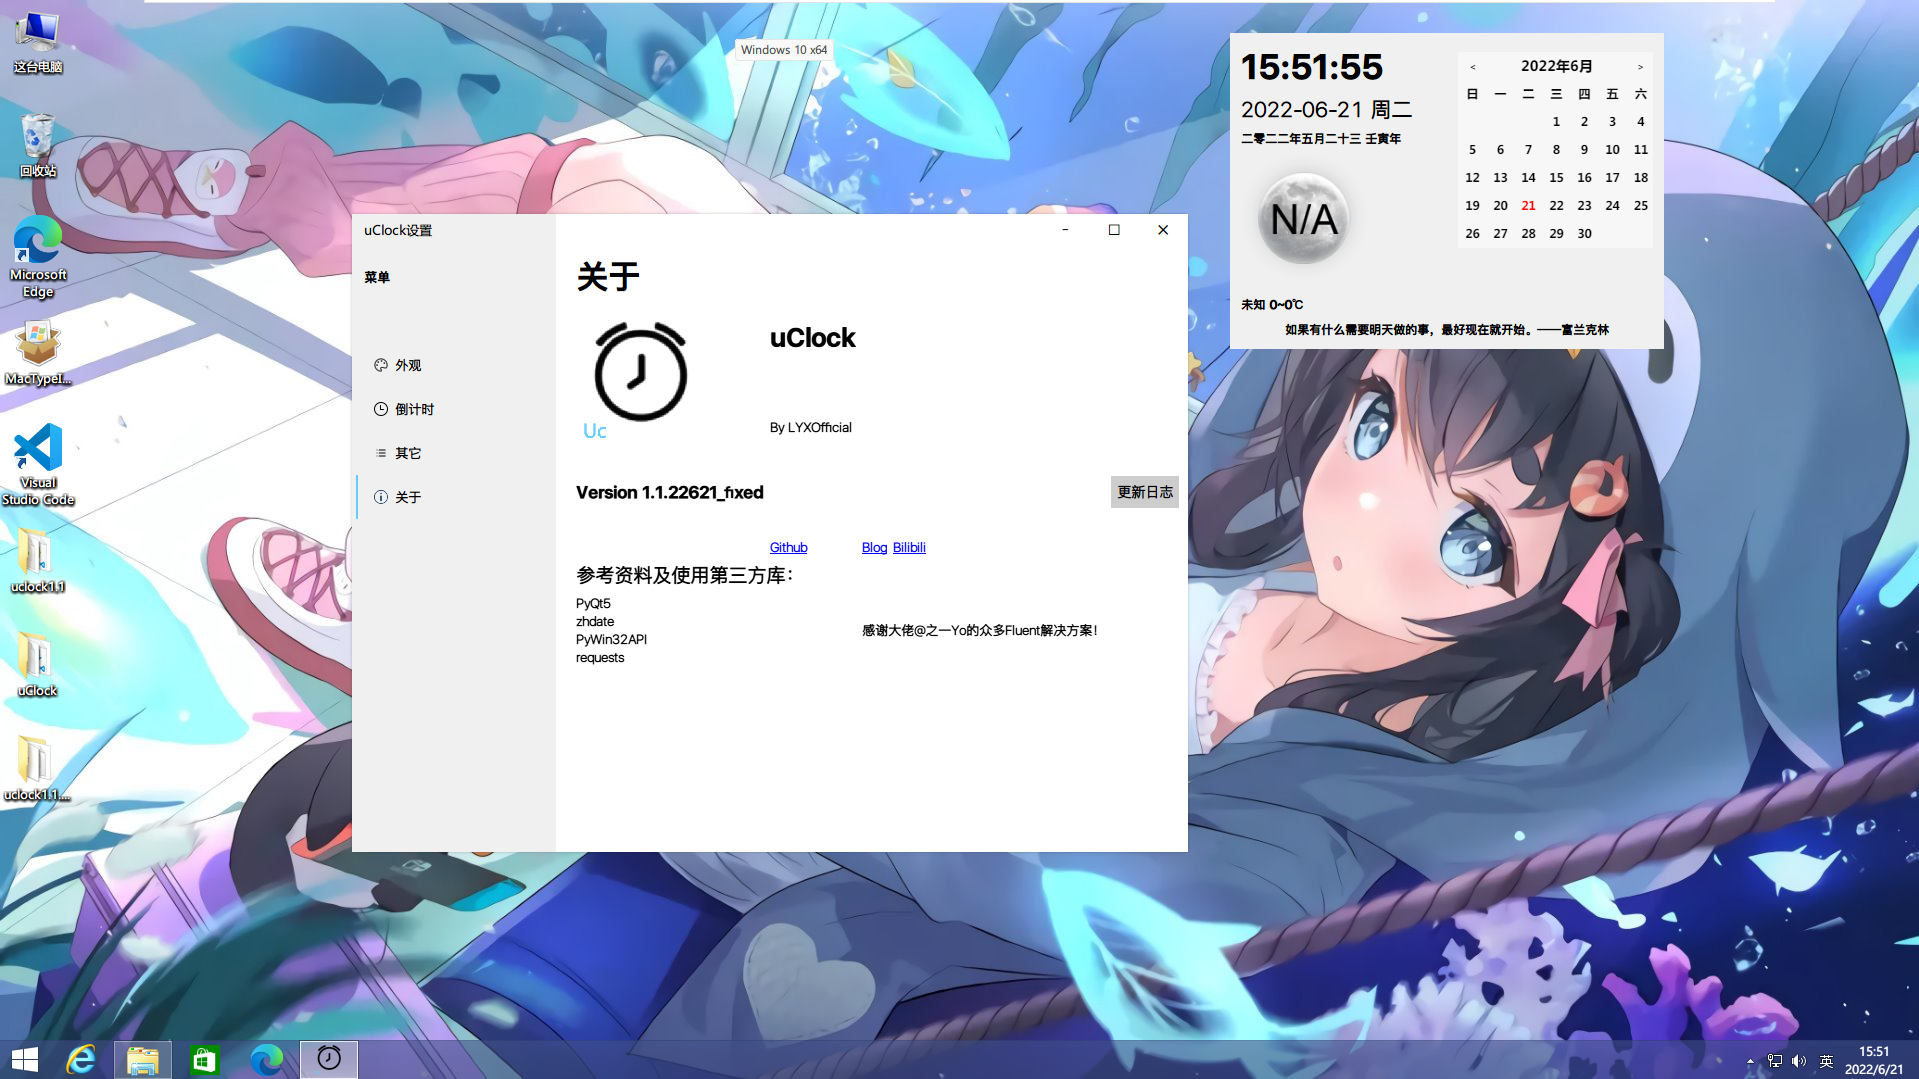 这台电脑
回收站
Microsoft
Edge
MacTypeI...
Visual
Studio Code
uclock1.1
uClock
uclock1.1....
Windows 10 x64
uClock设置
菜单
外观
倒计时
其它
关于
关于
uClock
Uc
By LYXOfficial
Version 1.1.22621_fixed
更新日志
Github
Blog Bilibili
参考资料及使用第三方库：
PyQt5
zhdate
PyWin32API
requests
感谢大佬@之一Yo的众多Fluent解决方案！
15:51:55
2022-06-21 周二
二零二二年五月二十三 壬寅年
N/A
未知 0~0℃
如果有什么需要明天做的事，最好现在就开始。——富兰克林
< 2022年6月 >
日 一 二 三 四 五 六
1 2 3 4
5 6 7 8 9 10 11
12 13 14 15 16 17 18
19 20 21 22 23 24 25
26 27 28 29 30
英
15:51
2022/6/21